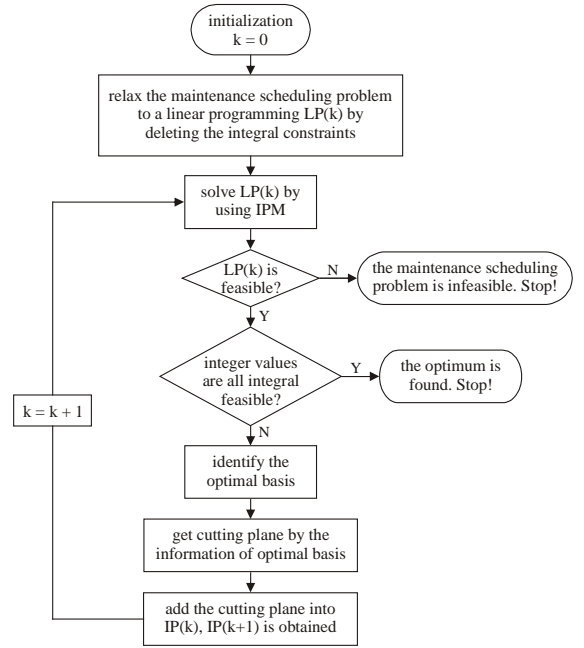 initialization
k = 0
relax the maintenance scheduling problem
to a linear programming LP(k) by
deleting the integral constraints
solve LP(k) by
using IPM
LP(k) is
feasible?
N
the maintenance scheduling
problem is infeasible. Stop!
Y
integer values
are all integral
feasible?
Y
the optimum is
found. Stop!
k = k + 1
N
identify the
optimal basis
get cutting plane by the
information of optimal basis
add the cutting plane into
IP(k), IP(k+1) is obtained